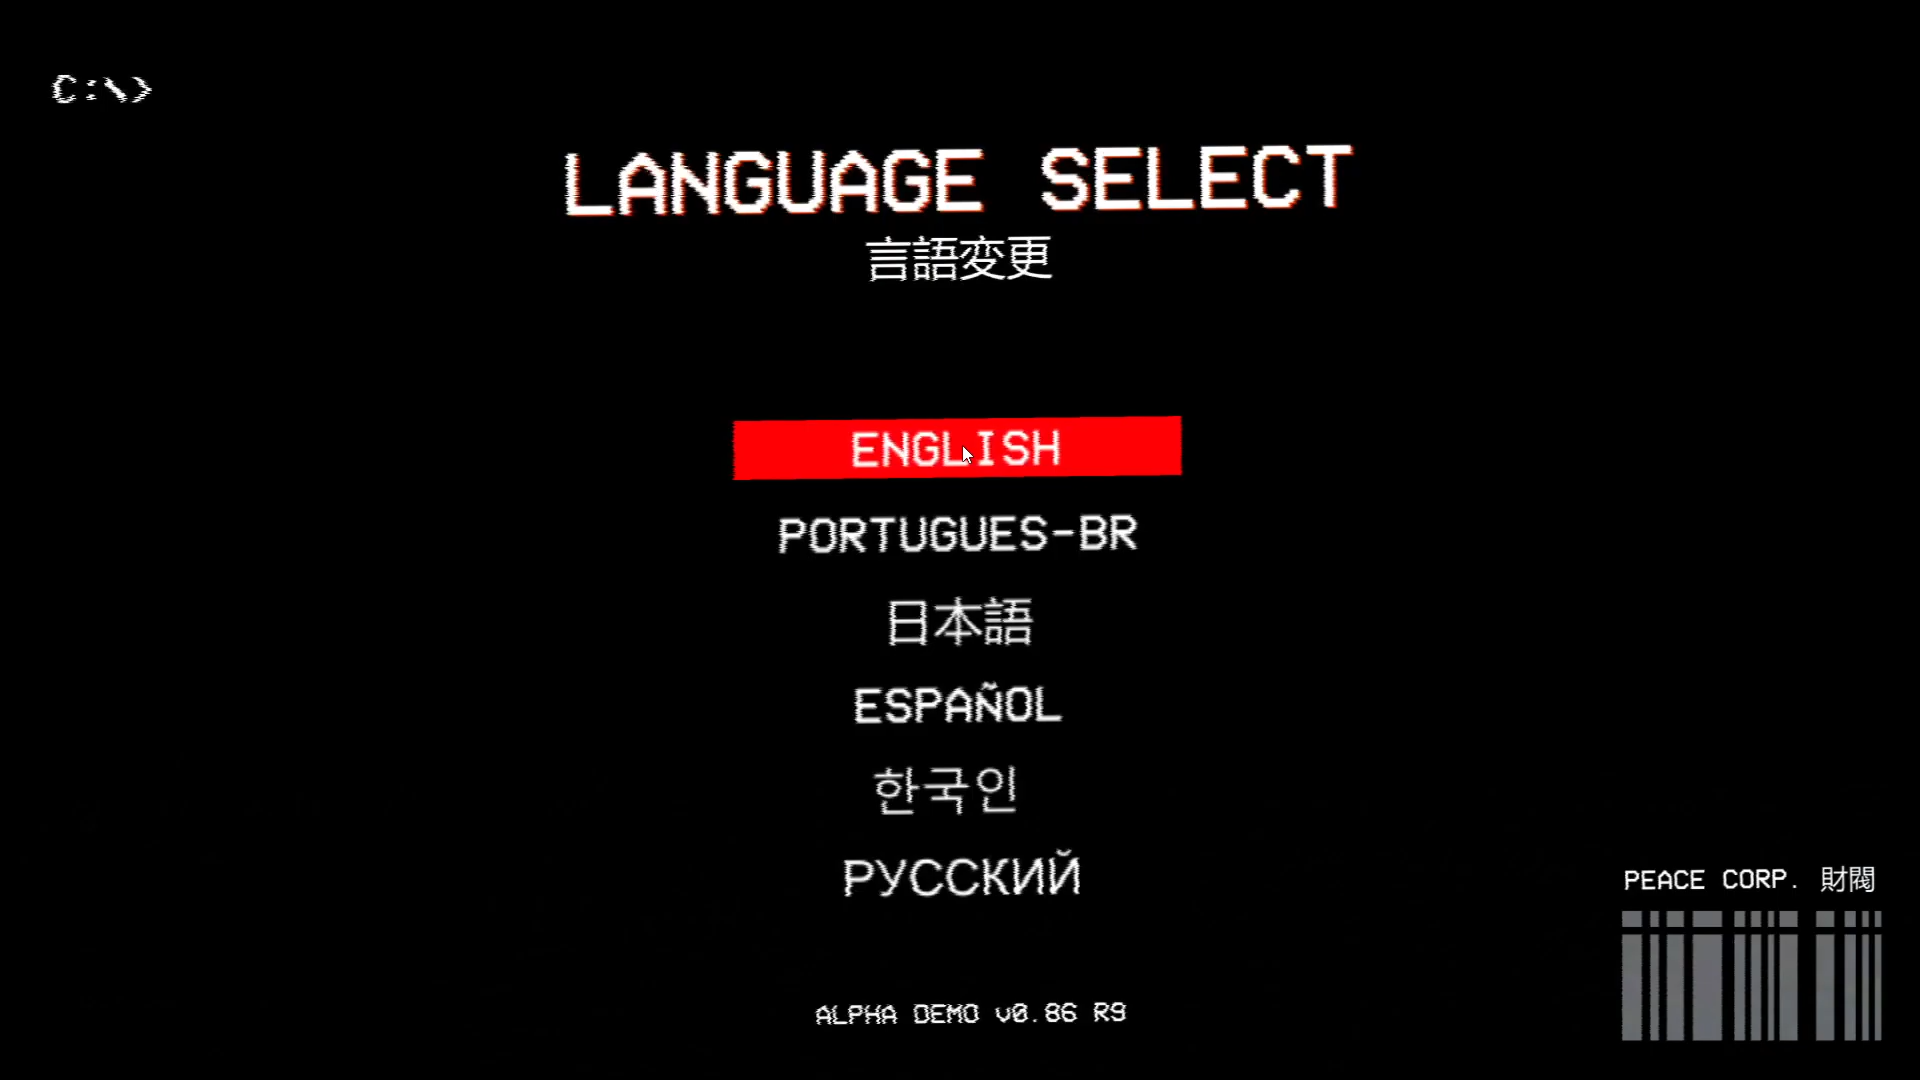 C:\>
LANGUAGE SELECT
言語変更
ENGLISH
PORTUGUES-BR
日本語
ESPAÑOL
한국인
РУССКИЙ
PEACE CORP. 財閥
ALPHA DEMO v0.86 R9